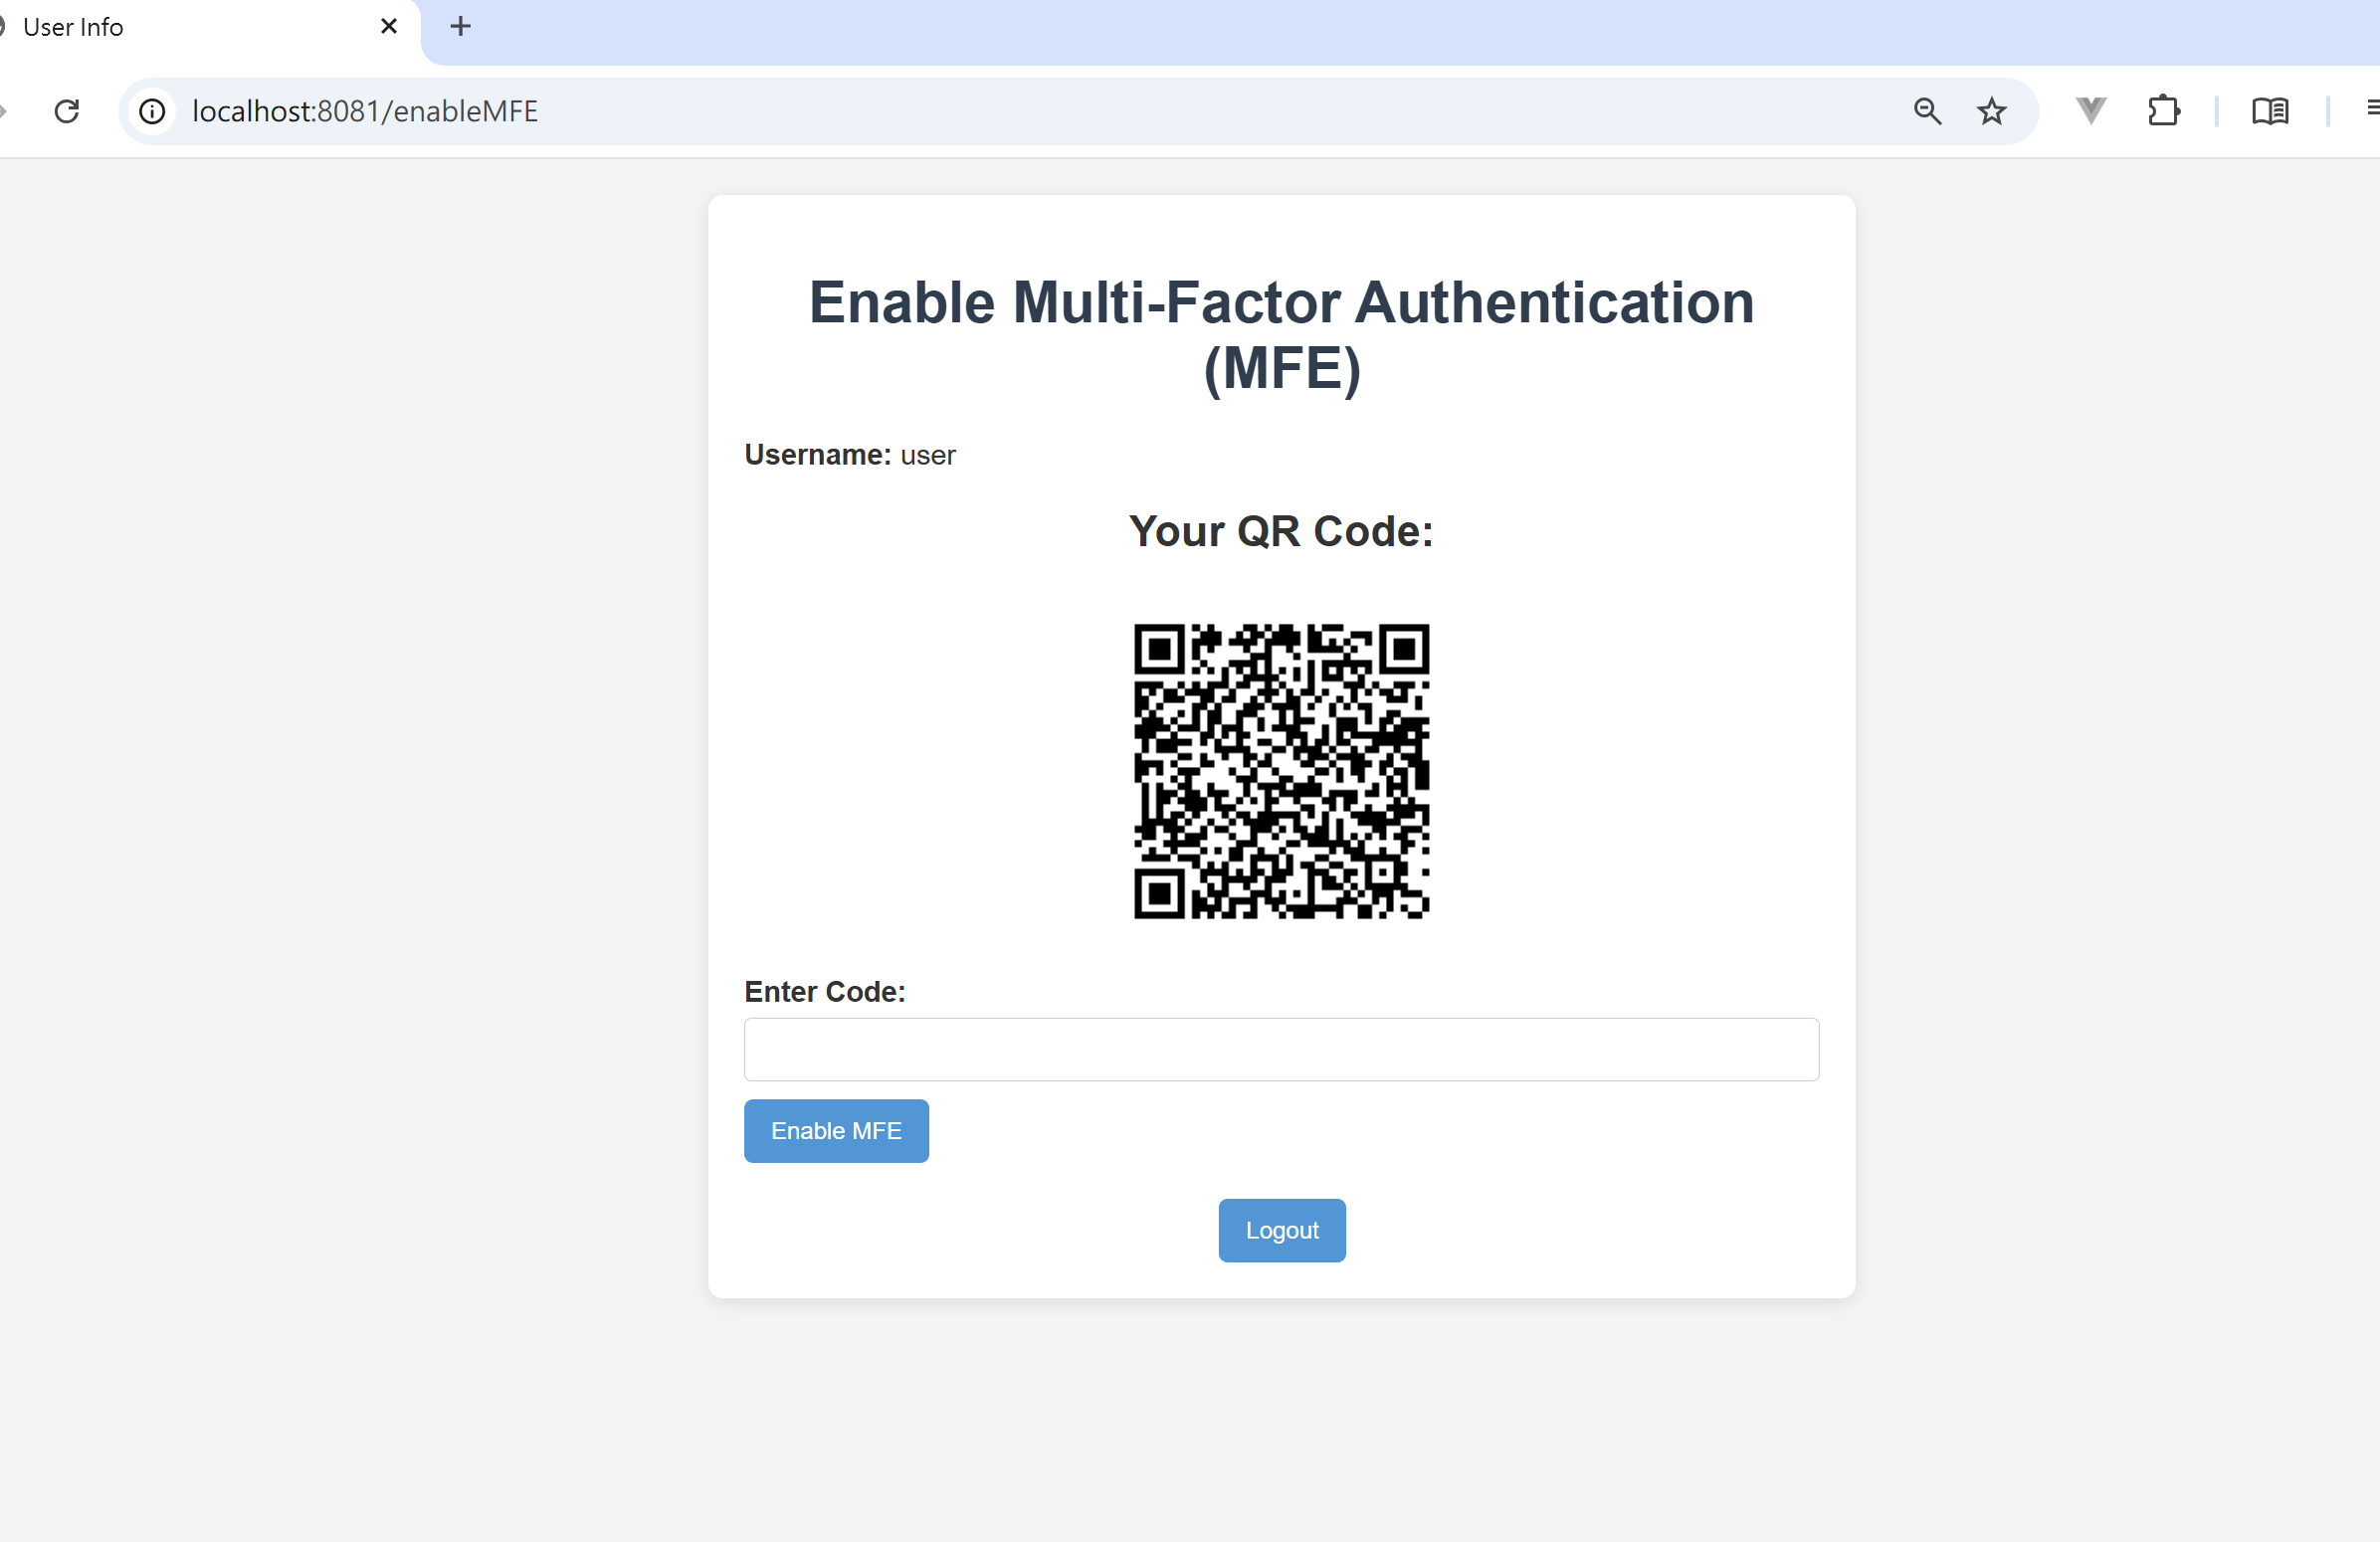 User Info
localhost:8081/enableMFE
Enable Multi-Factor Authentication
(MFE)
Username: user
Your QR Code:
Enter Code:
Enable MFE
Logout